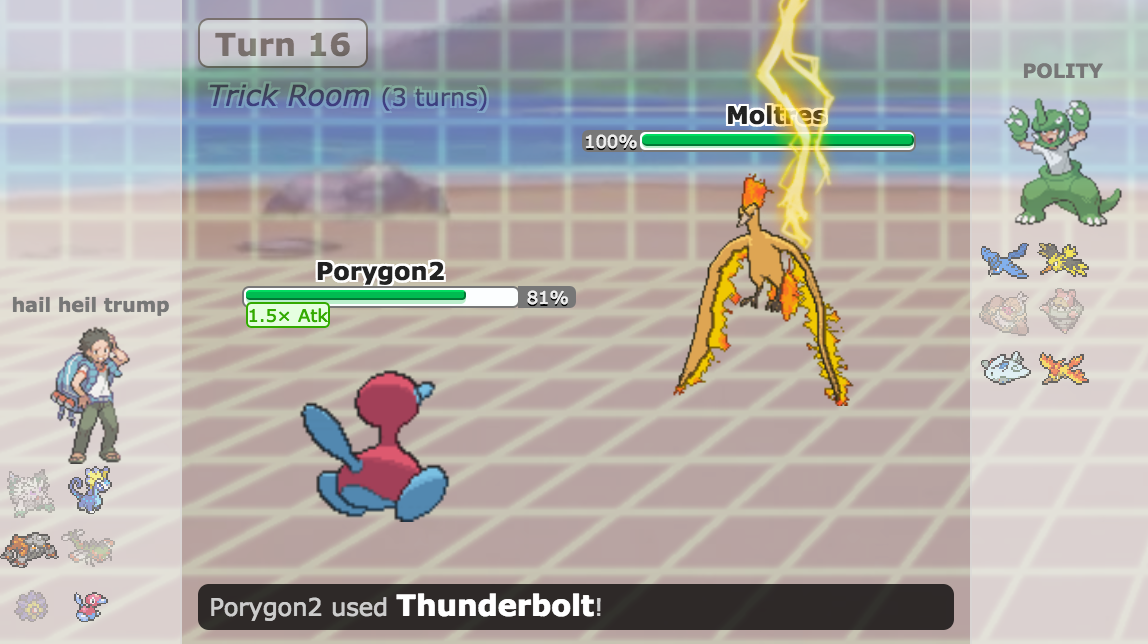 Turn 16
Trick Room (3 turns)
POLITY
Moltres
100%
Porygon2
81%
1.5× Atk
hail heil trump
Porygon2 used Thunderbolt!